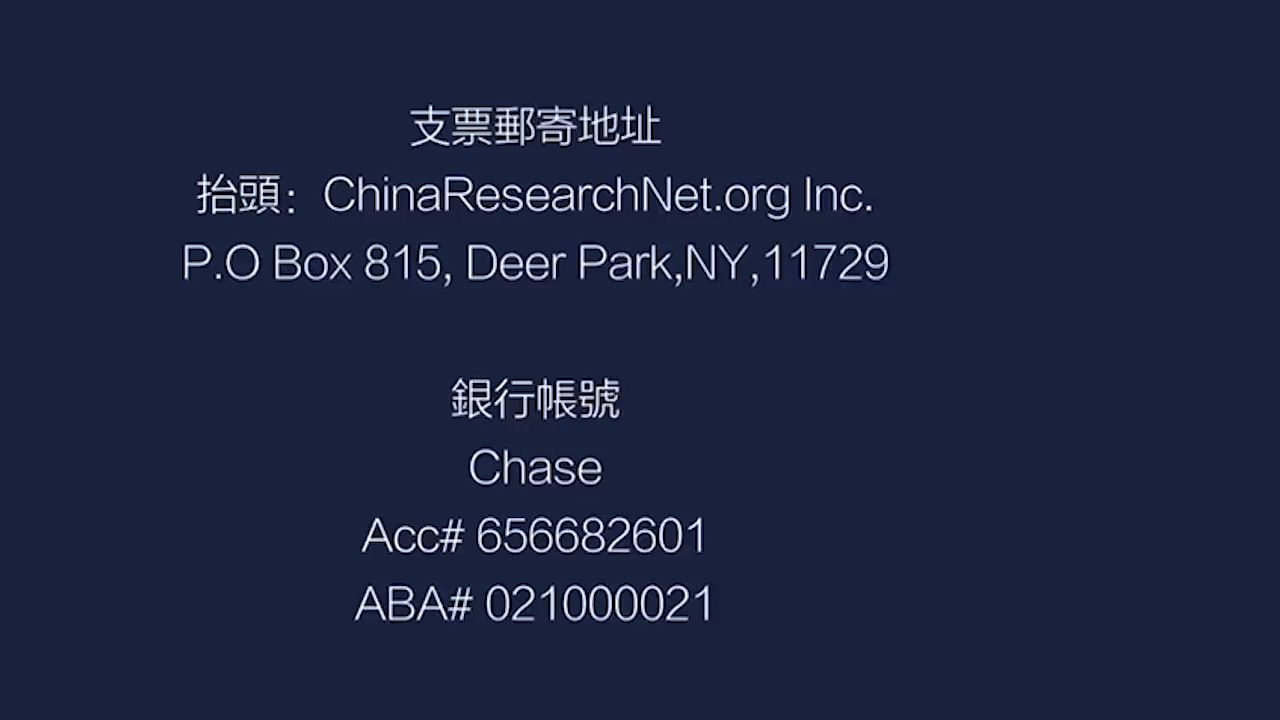 支票郵寄地址
抬頭：ChinaResearchNet.org Inc.
P.O Box 815, Deer Park,NY,11729
銀行帳號
Chase
Acc# 656682601
ABA# 021000021